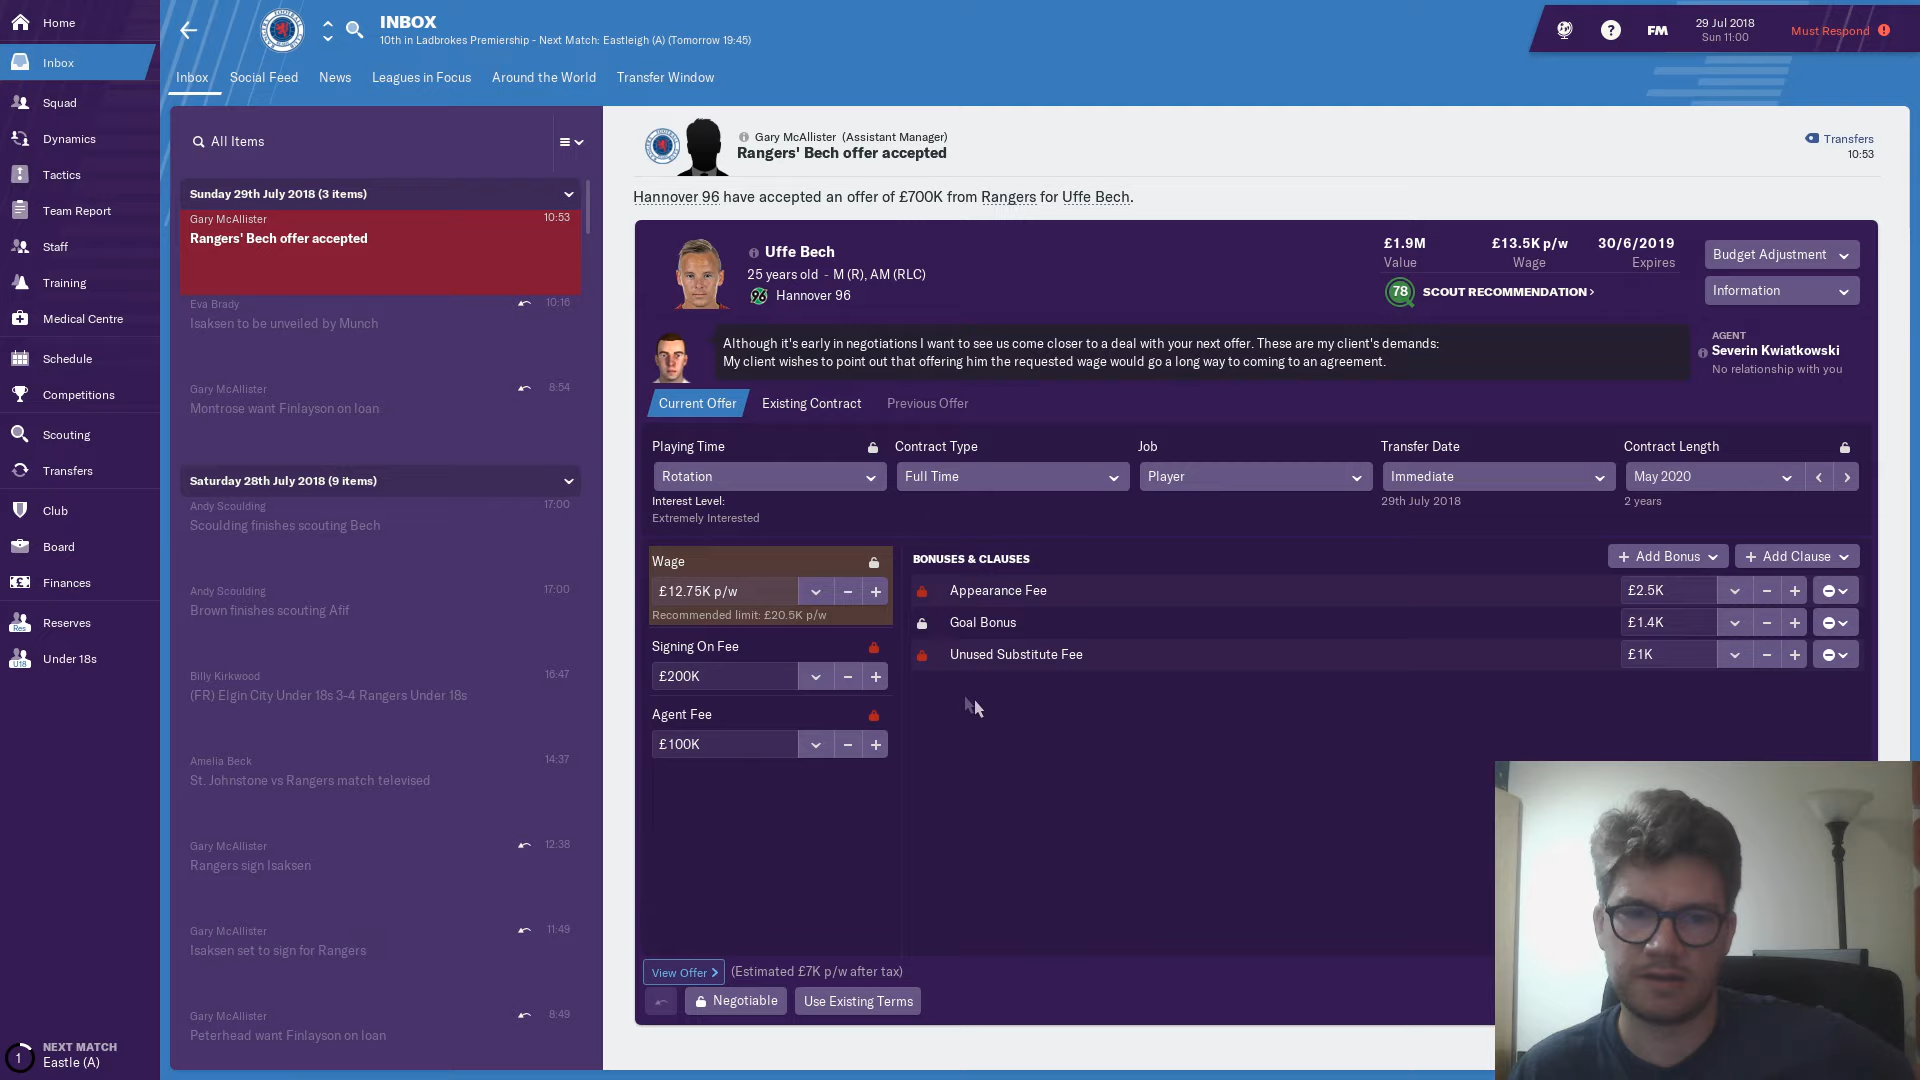 Home
Inbox
Squad
Dynamics
Tactics
Team Report
Staff
Training
Medical Centre
Schedule
Competitions
Scouting
Transfers
Club
Board
Finances
Res
Reserves
U18
Under 18s
1
NEXT MATCH
Eastle (A)
INBOX
10th in Ladbrokes Premiership - Next Match: Eastleigh (A) (Tomorrow 19:45)
?
FM
29 Jul 2018
Sun 11:00
Must Respond
Inbox Social Feed News Leagues in Focus Around the World Transfer Window
All Items
Sunday 29th July 2018 (3 items)
Gary McAllister 10:53
Rangers' Bech offer accepted
Eva Brady 10:16
Isaksen to be unveiled by Munch
Gary McAllister 8:54
Montrose want Finlayson on loan
Saturday 28th July 2018 (9 items)
Andy Scoulding 17:00
Scoulding finishes scouting Bech
Andy Scoulding 17:00
Brown finishes scouting Afif
Billy Kirkwood 16:47
(FR) Elgin City Under 18s 3-4 Rangers Under 18s
Amelia Beck 14:37
St. Johnstone vs Rangers match televised
Gary McAllister 12:38
Rangers sign Isaksen
Gary McAllister 11:49
Isaksen set to sign for Rangers
Gary McAllister 8:49
Peterhead want Finlayson on loan
Gary McAllister (Assistant Manager)
Rangers' Bech offer accepted
Transfers
10:53
Hannover 96 have accepted an offer of £700K from Rangers for Uffe Bech.
Uffe Bech
25 years old - M (R), AM (RLC)
Hannover 96
£1.9M £13.5K p/w 30/6/2019
Value Wage Expires
78 SCOUT RECOMMENDATION >
Budget Adjustment
Information
Although it's early in negotiations I want to see us come closer to a deal with your next offer. These are my client's demands:
My client wishes to point out that offering him the requested wage would go a long way to coming to an agreement.
AGENT
Severin Kwiatkowski
No relationship with you
Current Offer Existing Contract Previous Offer
Playing Time Contract Type Job Transfer Date Contract Length
Rotation Full Time Player Immediate May 2020
Interest Level: 29th July 2018 2 years
Extremely Interested
Wage
£12.75K p/w
Recommended limit: £20.5K p/w
Signing On Fee
£200K
Agent Fee
£100K
BONUSES & CLAUSES
+ Add Bonus + Add Clause
Appearance Fee £2.5K
Goal Bonus £1.4K
Unused Substitute Fee £1K
View Offer > (Estimated £7K p/w after tax)
Negotiable Use Existing Terms